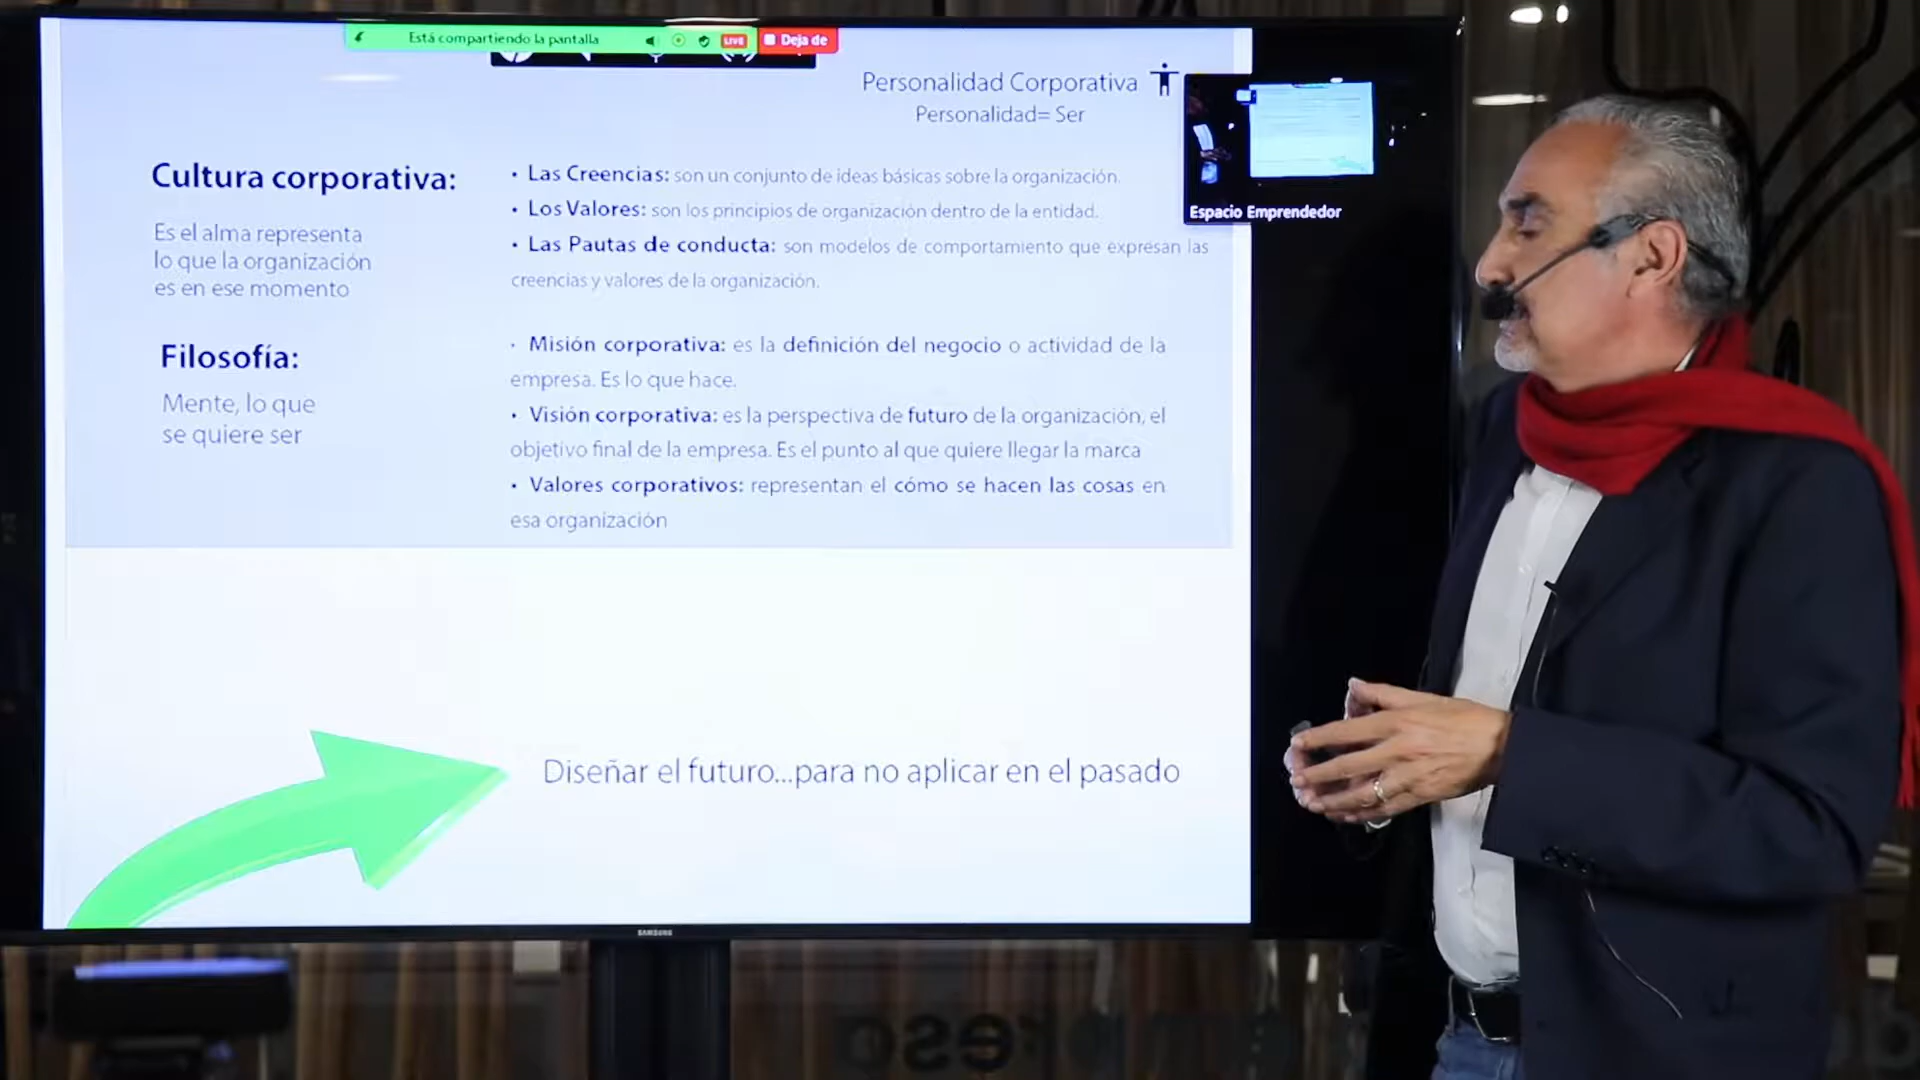 Está compartiendo la pantalla
LIVE
Deja de
Personalidad Corporativa
Personalidad= Ser
Espacio Emprendedor
Cultura corporativa:
Es el alma representa
lo que la organización
es en ese momento
• Las Creencias: son un conjunto de ideas básicas sobre la organización.
• Los Valores: son los principios de organización dentro de la entidad.
• Las Pautas de conducta: son modelos de comportamiento que expresan las
creencias y valores de la organización.
Filosofía:
Mente, lo que
se quiere ser
• Misión corporativa: es la definición del negocio o actividad de la
empresa. Es lo que hace.
• Visión corporativa: es la perspectiva de futuro de la organización, el
objetivo final de la empresa. Es el punto al que quiere llegar la marca
• Valores corporativos: representan el cómo se hacen las cosas en
esa organización
Diseñar el futuro...para no aplicar en el pasado
SAMSUNG